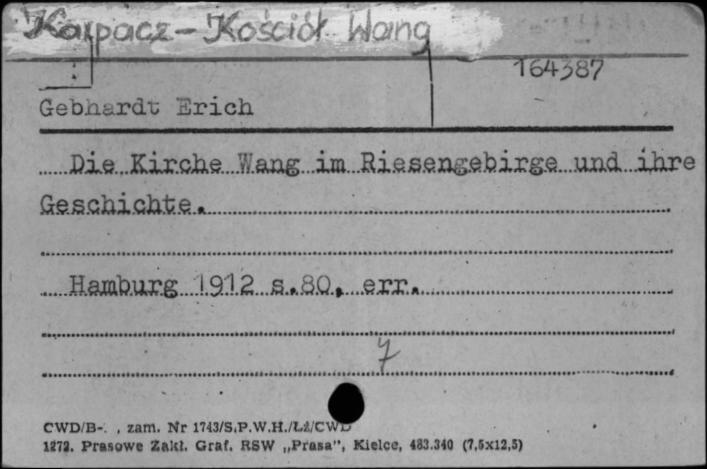 Karpacz - Kościół Wang
164387
Gebhardt Erich
Die Kirche Wang im Riesengebirge und ihre
Geschichte.
Hamburg 1912 s.80, err.
7
CWD/B-. , zam. Nr 1743/S,P.W.H./Łż/CWD
1272. Prasowe Zakł. Graf. RSW „Prasa", Kielce, 483.340 (7,5x12,5)